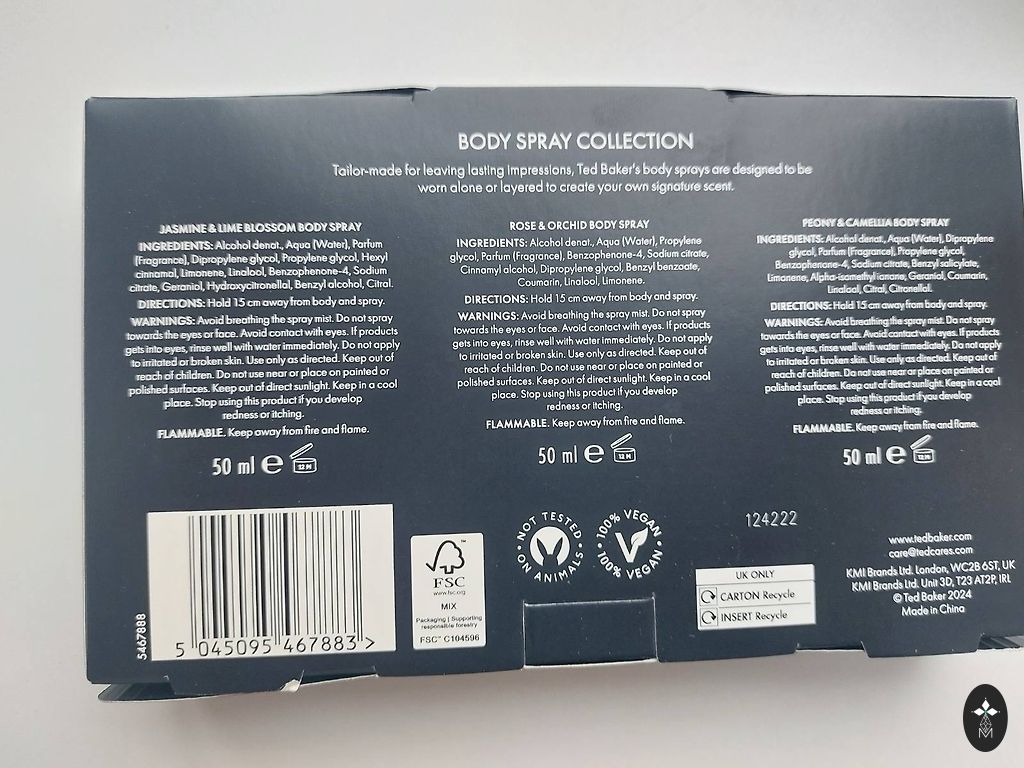 BODY SPRAY COLLECTION
Tailor-made for leaving lasting impressions, Ted Baker's body sprays are designed to be
worn alone or layered to create your own signature scent.
JASMINE & LIME BLOSSOM BODY SPRAY
INGREDIENTS: Alcohol denat., Aqua (Water), Parfum
(Fragrance), Dipropylene glycol, Propylene glycol, Hexyl
cinnamal, Limonene, Linalool, Benzophenone-4, Sodium
citrate, Geraniol, Hydroxycitronellal, Benzyl alcohol, Citral.
DIRECTIONS: Hold 15 cm away from body and spray.
WARNINGS: Avoid breathing the spray mist. Do not spray
towards the eyes or face. Avoid contact with eyes. If products
gets into eyes, rinse well with water immediately. Do not apply
to irritated or broken skin. Use only as directed. Keep out of
reach of children. Do not use near or place on painted or
polished surfaces. Keep out of direct sunlight. Keep in a cool
place. Stop using this product if you develop
redness or itching.
FLAMMABLE. Keep away from fire and flame.
50 ml e 12 M
ROSE & ORCHID BODY SPRAY
INGREDIENTS: Alcohol denat., Aqua (Water), Propylene
glycol, Parfum (Fragrance), Benzophenone-4, Sodium citrate,
Cinnamyl alcohol, Dipropylene glycol, Benzyl benzoate,
Coumarin, Linalool, Limonene.
DIRECTIONS: Hold 15 cm away from body and spray.
WARNINGS: Avoid breathing the spray mist. Do not spray
towards the eyes or face. Avoid contact with eyes. If products
gets into eyes, rinse well with water immediately. Do not apply
to irritated or broken skin. Use only as directed. Keep out of
reach of children. Do not use near or place on painted or
polished surfaces. Keep out of direct sunlight. Keep in a cool
place. Stop using this product if you develop
redness or itching.
FLAMMABLE. Keep away from fire and flame.
50 ml e 12 M
PEONY & CAMELLIA BODY SPRAY
INGREDIENTS: Alcohol denat., Aqua (Water), Dipropylene
glycol, Parfum (Fragrance), Propylene glycol,
Benzophenone-4, Sodium citrate, Benzyl salicylate,
Limonene, Alpha-isomethyl ionone, Geraniol, Coumarin,
Linalool, Citral, Citronellol.
DIRECTIONS: Hold 15 cm away from body and spray.
WARNINGS: Avoid breathing the spray mist. Do not spray
towards the eyes or face. Avoid contact with eyes. If products
gets into eyes, rinse well with water immediately. Do not apply
to irritated or broken skin. Use only as directed. Keep out of
reach of children. Do not use near or place on painted or
polished surfaces. Keep out of direct sunlight. Keep in a cool
place. Stop using this product if you develop
redness or itching.
FLAMMABLE. Keep away from fire and flame.
50 ml e 12 M
5467888
5 045095 467883 >
FSC
www.fsc.org
MIX
Packaging | Supporting
responsible forestry
FSC™ C104596
NOT TESTED ON ANIMALS
100% VEGAN 100% VEGAN
124222
UK ONLY
CARTON Recycle
INSERT Recycle
www.tedbaker.com
care@tedcares.com
KMI Brands Ltd. London, WC2B 6ST, UK
KMI Brands Ltd. Unit 3D, T23 AT2P, IRL
© Ted Baker 2024
Made in China
M